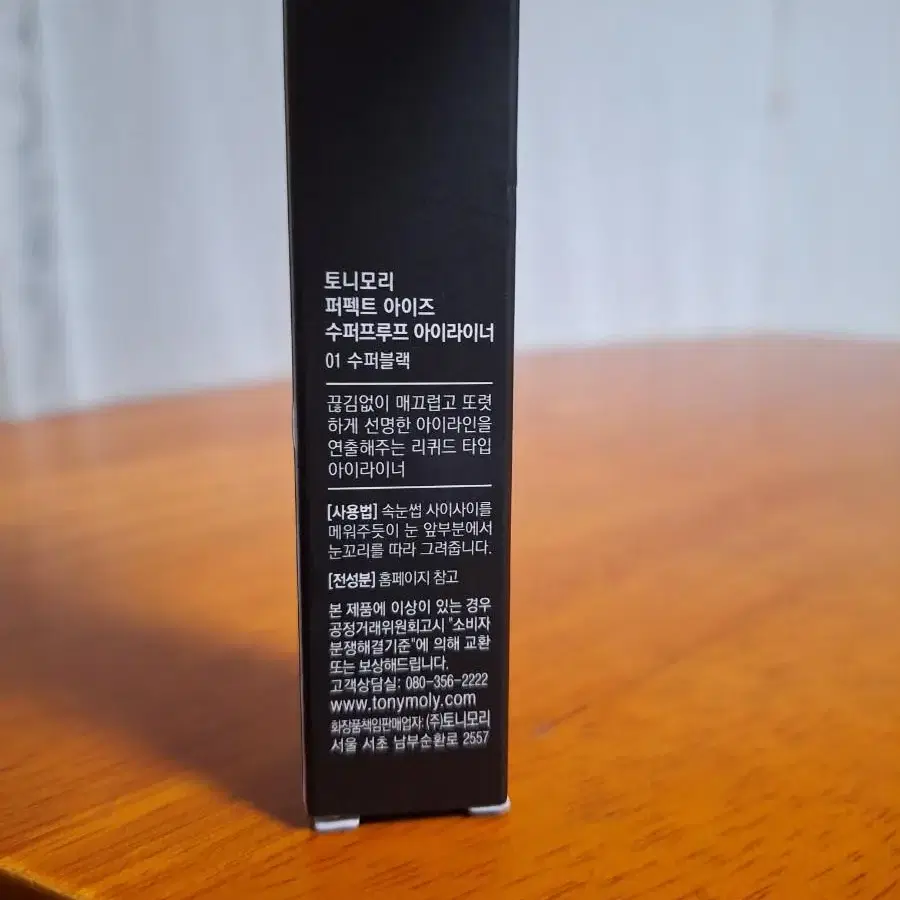 토니모리
퍼펙트 아이즈
수퍼프루프 아이라이너
01 수퍼블랙
끊김없이 매끄럽고 또렷
하게 선명한 아이라인을
연출해주는 리퀴드 타입
아이라이너
[사용법] 속눈썹 사이사이를
메워주듯이 눈 앞부분에서
눈꼬리를 따라 그려줍니다.
[전성분] 홈페이지 참고
본 제품에 이상이 있는 경우
공정거래위원회고시 "소비자
분쟁해결기준"에 의해 교환
또는 보상해드립니다.
고객상담실: 080-356-2222
www.tonymoly.com
화장품책임판매업자: (주)토니모리
서울 서초 남부순환로 2557